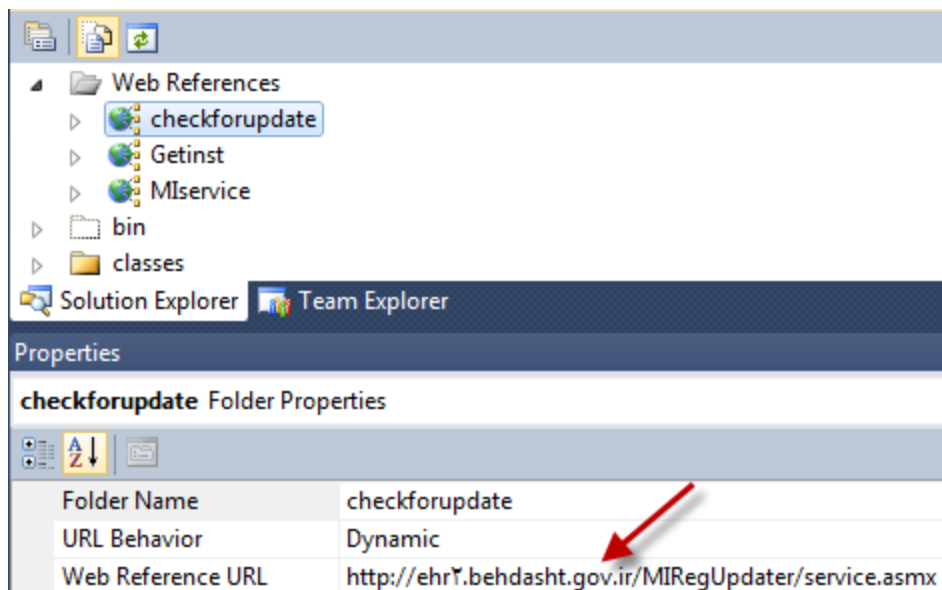 Web References
checkforupdate
Getinst
MIservice
bin
classes
Solution Explorer Team Explorer
Properties
checkforupdate Folder Properties
Folder Name checkforupdate
URL Behavior Dynamic
Web Reference URL http://ehr۲.behdasht.gov.ir/MIRegUpdater/service.asmx